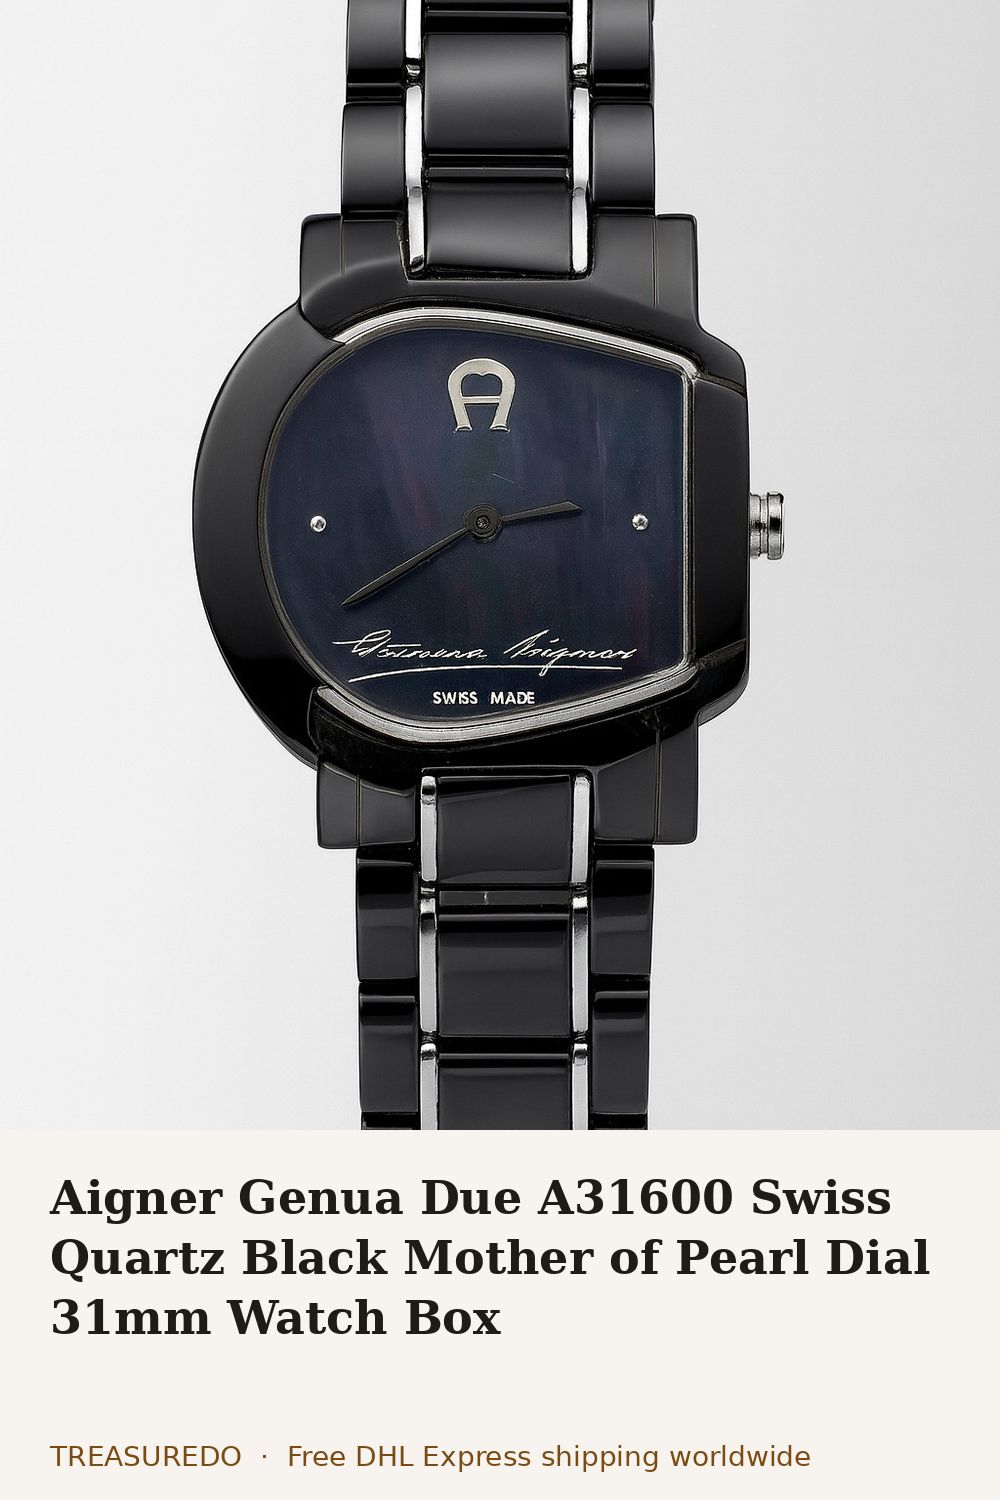 A
SWISS MADE
Aigner Genua Due A31600 Swiss
Quartz Black Mother of Pearl Dial
31mm Watch Box
TREASUREDO · Free DHL Express shipping worldwide